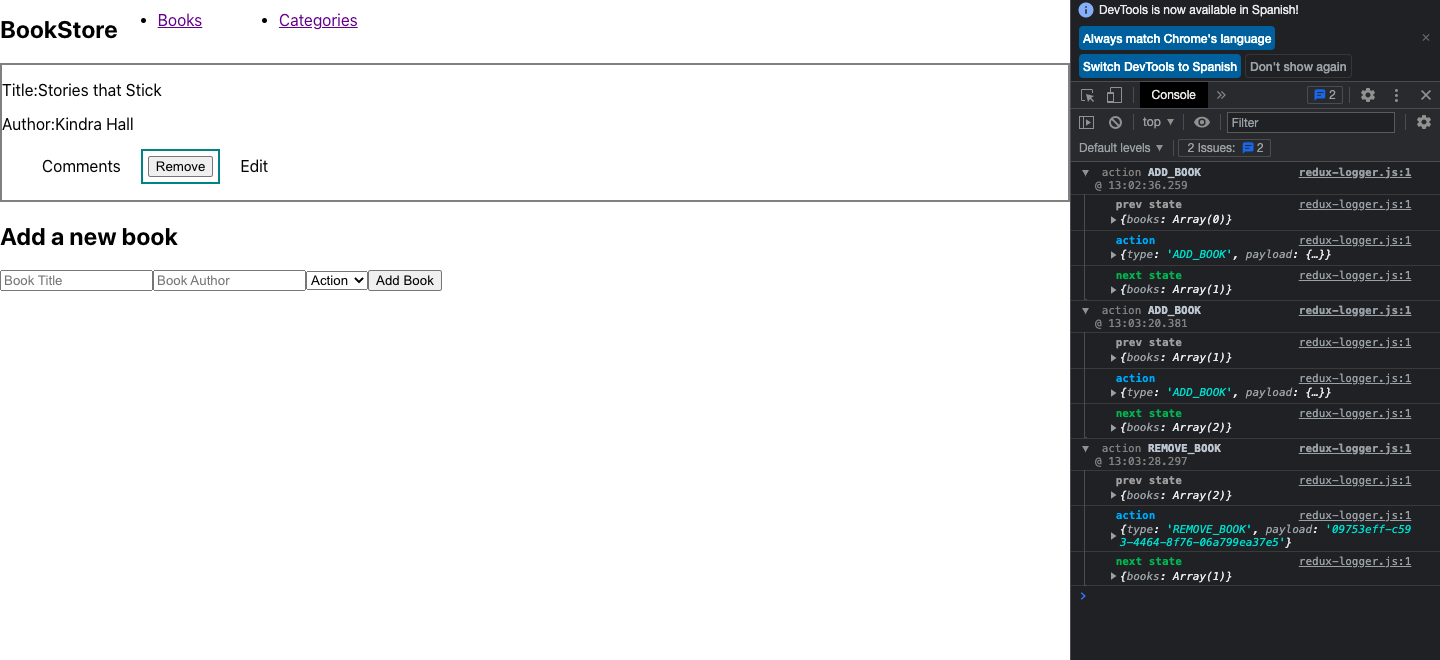 BookStore
Books
Categories
Title:Stories that Stick
Author:Kindra Hall
Comments
Remove
Edit
Add a new book
Book Title
Book Author
Action
Add Book
DevTools is now available in Spanish!
Always match Chrome's language
Switch DevTools to Spanish
Don't show again
Console
2
top
Filter
Default levels
2 Issues:
2
action ADD_BOOK redux-logger.js:1
@ 13:02:36.259
prev state redux-logger.js:1
{books: Array(0)}
action redux-logger.js:1
{type: 'ADD_BOOK', payload: {…}}
next state redux-logger.js:1
{books: Array(1)}
action ADD_BOOK redux-logger.js:1
@ 13:03:20.381
prev state redux-logger.js:1
{books: Array(1)}
action redux-logger.js:1
{type: 'ADD_BOOK', payload: {…}}
next state redux-logger.js:1
{books: Array(2)}
action REMOVE_BOOK redux-logger.js:1
@ 13:03:28.297
prev state redux-logger.js:1
{books: Array(2)}
action redux-logger.js:1
{type: 'REMOVE_BOOK', payload: '09753eff-c59
3-4464-8f76-06a799ea37e5'}
next state redux-logger.js:1
{books: Array(1)}